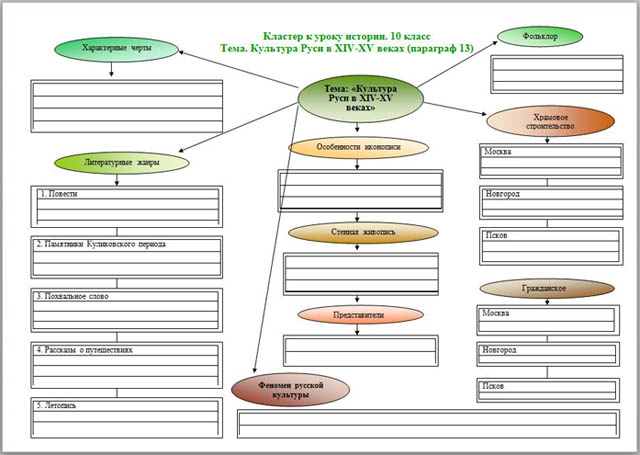 Кластер к уроку истории. 10 класс
Тема. Культура Руси в XIV-XV веках (параграф 13)
Характерные черты
Фольклор
Тема: «Культура
Руси в XIV-XV
веках»
Храмовое
строительство
Москва
Новгород
Псков
Литературные жанры
1. Повести
2. Памятники Куликовского периода
3. Похвальное слово
4. Рассказы о путешествиях
5. Летопись
Особенности иконописи
Стенная живопись
Представители
Феномен русской
культуры
Гражданское
Москва
Новгород
Псков